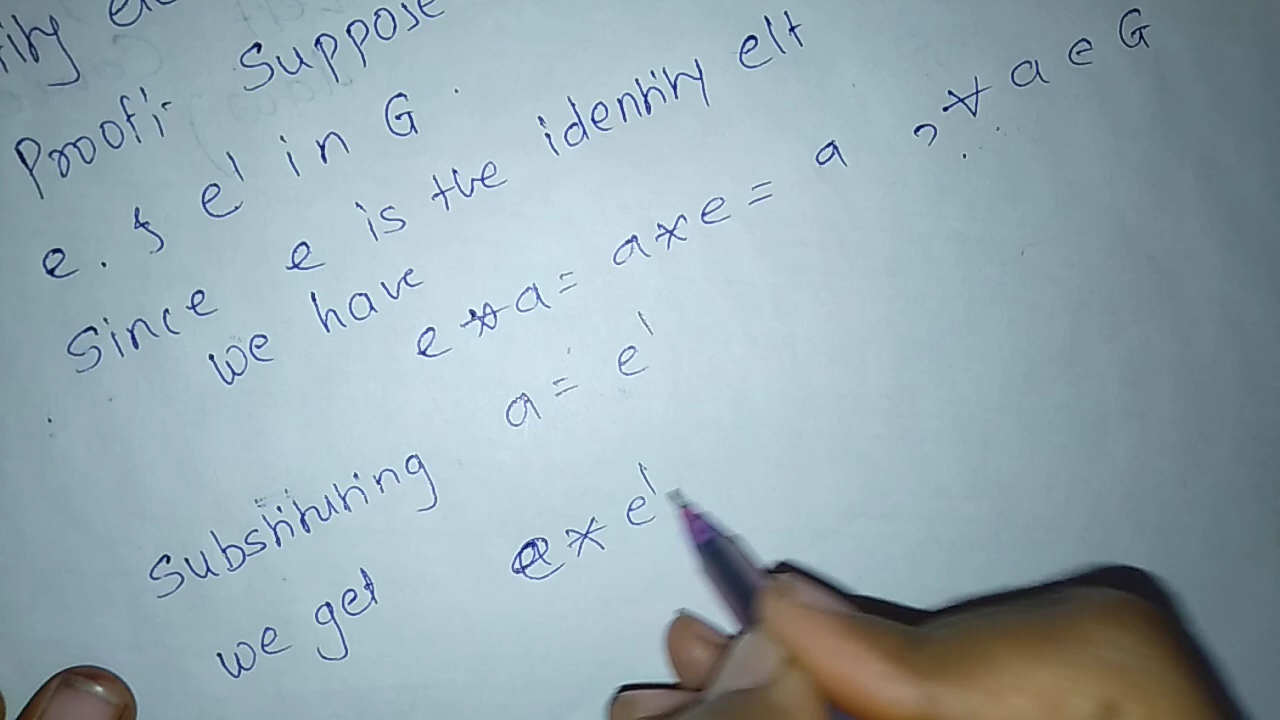 Proof:- Suppose
e. & e' in G.
Since e is the identity elt
we have
e * a = a * e = a , ∀ a ∈ G
Substituting a = e'
we get e * e'